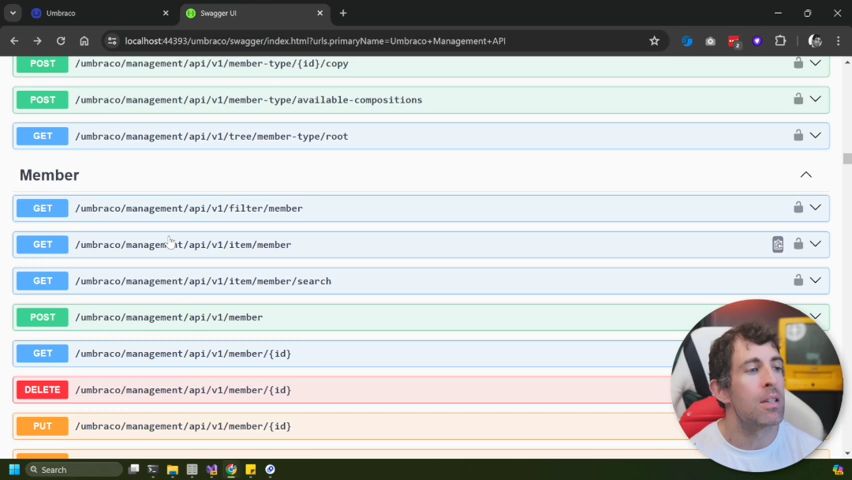 Umbraco
Swagger UI
localhost:44393/umbraco/swagger/index.html?urls.primaryName=Umbraco+Management+API
POST /umbraco/management/api/v1/member-type/{id}/copy
POST /umbraco/management/api/v1/member-type/available-compositions
GET /umbraco/management/api/v1/tree/member-type/root
Member
GET /umbraco/management/api/v1/filter/member
GET /umbraco/management/api/v1/item/member
GET /umbraco/management/api/v1/item/member/search
POST /umbraco/management/api/v1/member
GET /umbraco/management/api/v1/member/{id}
DELETE /umbraco/management/api/v1/member/{id}
PUT /umbraco/management/api/v1/member/{id}
Search